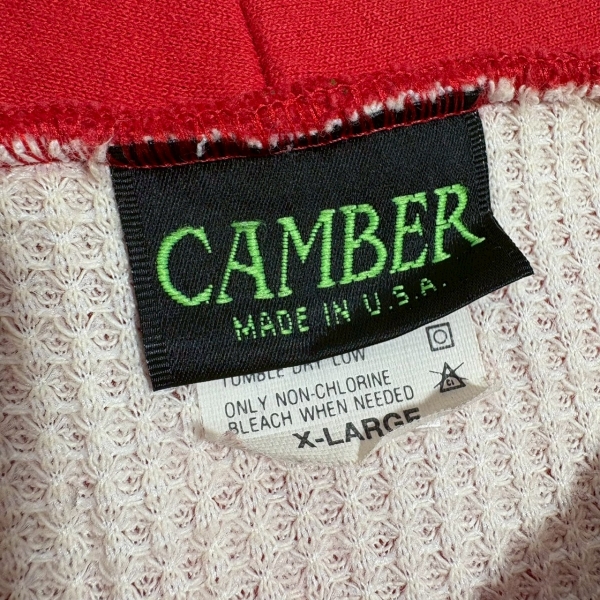 CAMBER
MADE IN U.S.A.
TUMBLE DRY LOW
ONLY NON-CHLORINE
BLEACH WHEN NEEDED
X-LARGE